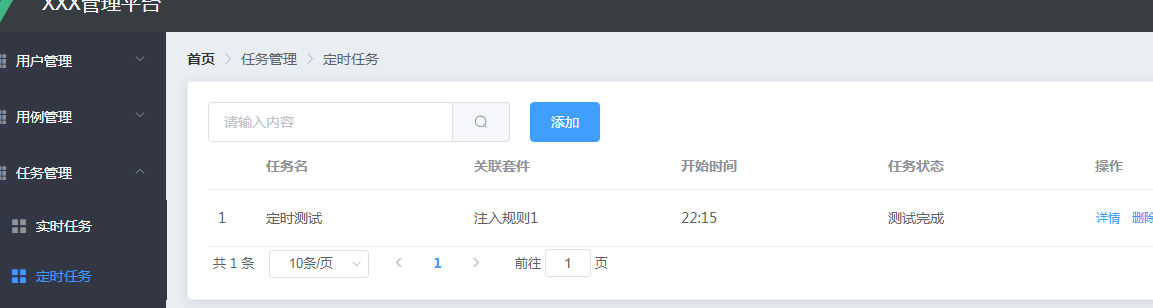 XXX管理平台
用户管理
用例管理
任务管理
实时任务
定时任务
首页 > 任务管理 > 定时任务
请输入内容 添加
任务名 关联套件 开始时间 任务状态 操作
1 定时测试 注入规则1 22:15 测试完成 详情 删除
共 1 条 10条/页 < 1 > 前往 1 页